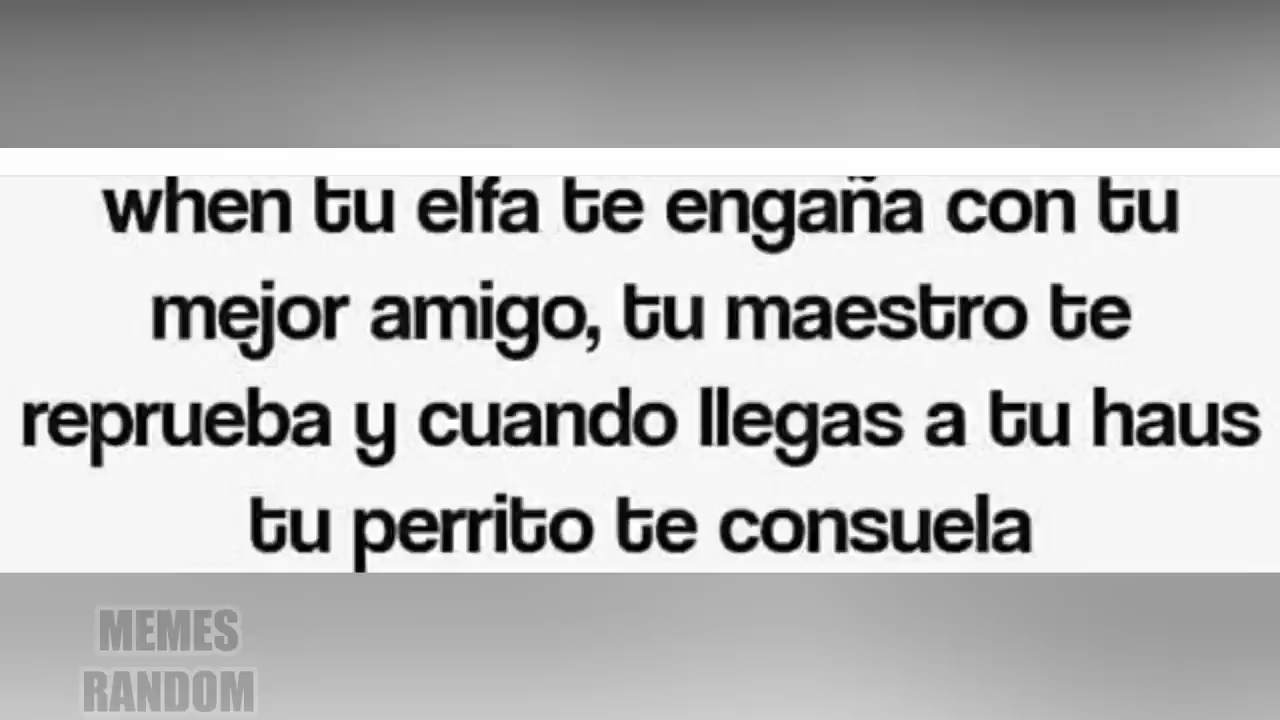 when tu elfa te engaña con tu
mejor amigo, tu maestro te
reprueba y cuando llegas a tu haus
tu perrito te consuela
MEMES
RANDOM